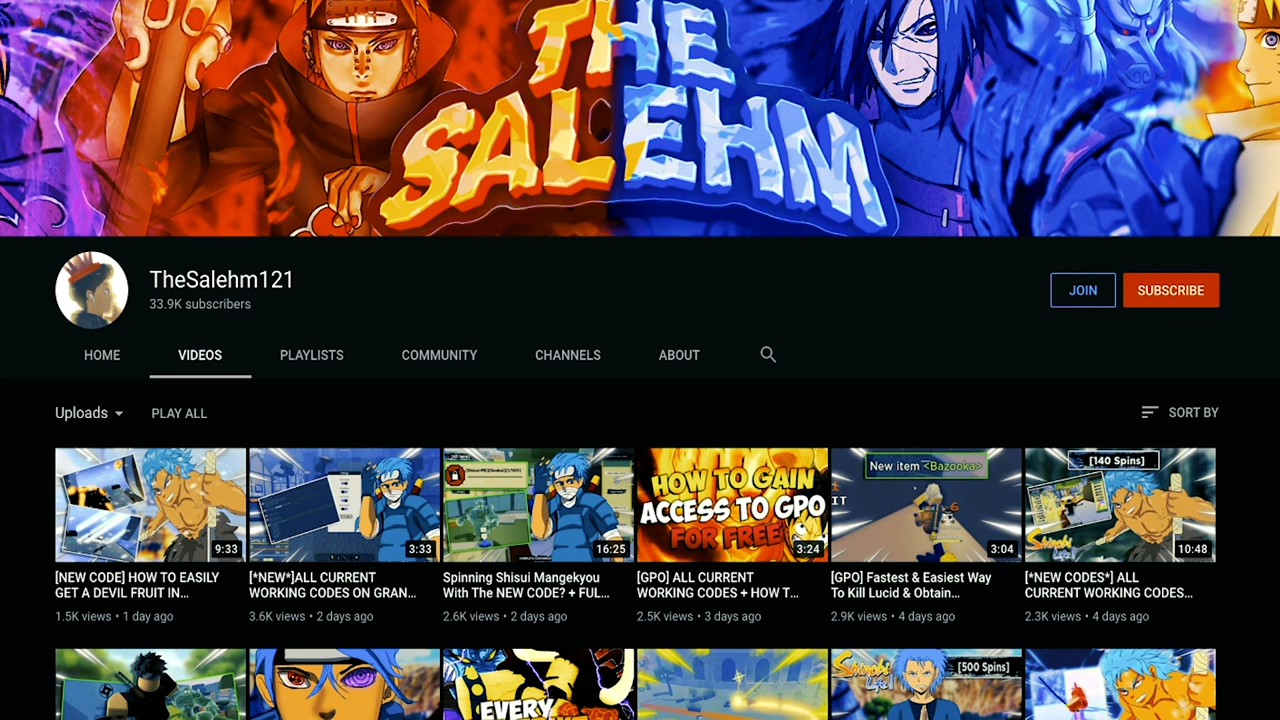 THE
SALEHM
TheSalehm121
33.9K subscribers
JOIN
SUBSCRIBE
HOME
VIDEOS
PLAYLISTS
COMMUNITY
CHANNELS
ABOUT
Uploads
PLAY ALL
SORT BY
9:33
3:33
16:25
HOW TO GAIN
ACCESS TO GPO
FOR FREE
3:24
New item <Bazooka>
IT
6
3:04
[140 Spins]
Shinobi
Life
10:48
[NEW CODE] HOW TO EASILY
GET A DEVIL FRUIT IN...
1.5K views • 1 day ago
[*NEW*]ALL CURRENT
WORKING CODES ON GRAN...
3.6K views • 2 days ago
Spinning Shisui Mangekyou
With The NEW CODE? + FUL...
2.6K views • 2 days ago
[GPO] ALL CURRENT
WORKING CODES + HOW T...
2.5K views • 3 days ago
[GPO] Fastest & Easiest Way
To Kill Lucid & Obtain...
2.9K views • 4 days ago
[*NEW CODES*] ALL
CURRENT WORKING CODES...
2.3K views • 4 days ago
EVERY
Shinobi
Life
[500 Spins]